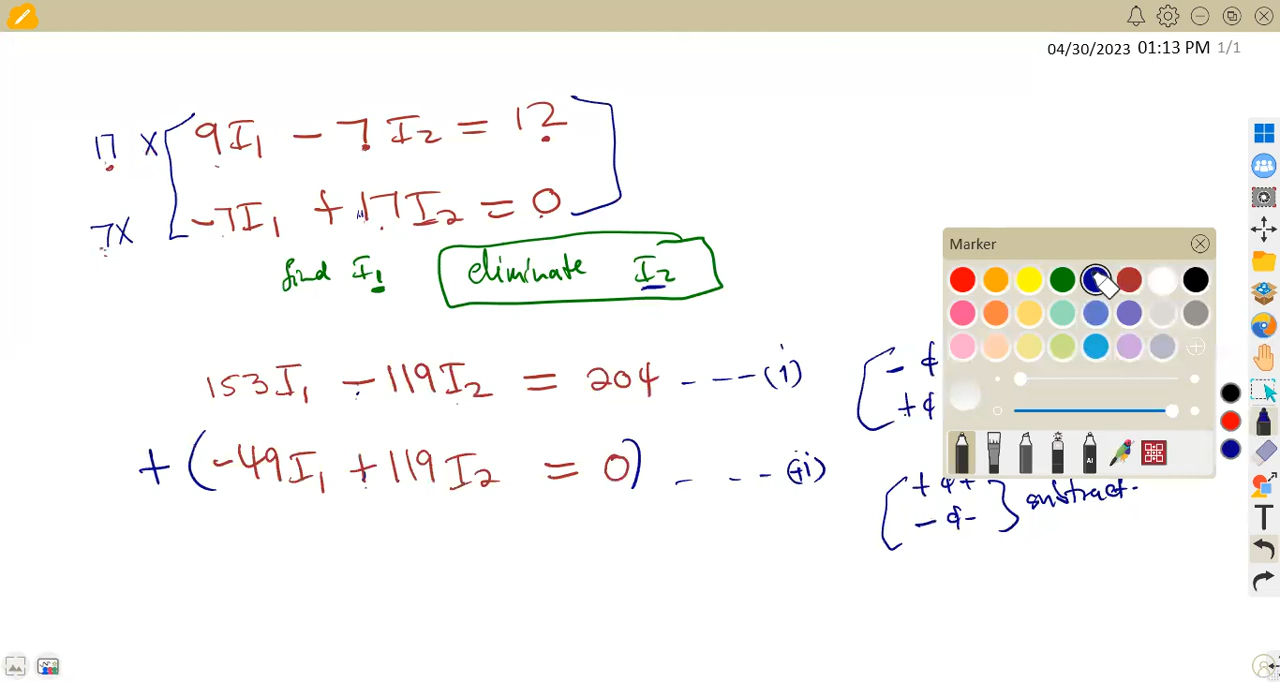 04/30/2023 01:13 PM 1/1
17 X 9I1 - 7I2 = 12
7X -7I1 + 17I2 = 0
find I1 eliminate I2
Marker
153I1 - 119I2 = 204 - - - - (i)
- &
+ &
+ (-49I1 + 119I2 = 0) - - - - (ii)
AI
+ & +
- & - subtract
T